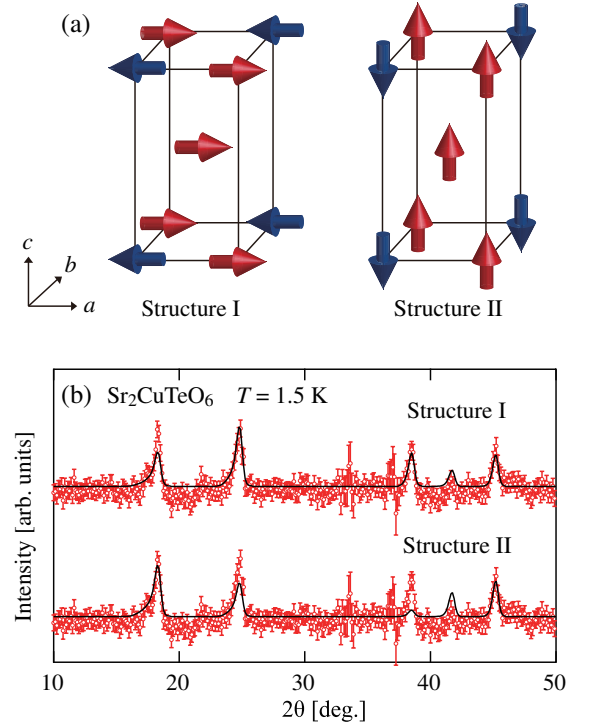 (a)
c
b
a
Structure I
Structure II
(b) Sr₂CuTeO₆ T = 1.5 K
Structure I
Structure II
Intensity [arb. units]
10 20 30 40 50
2θ [deg.]